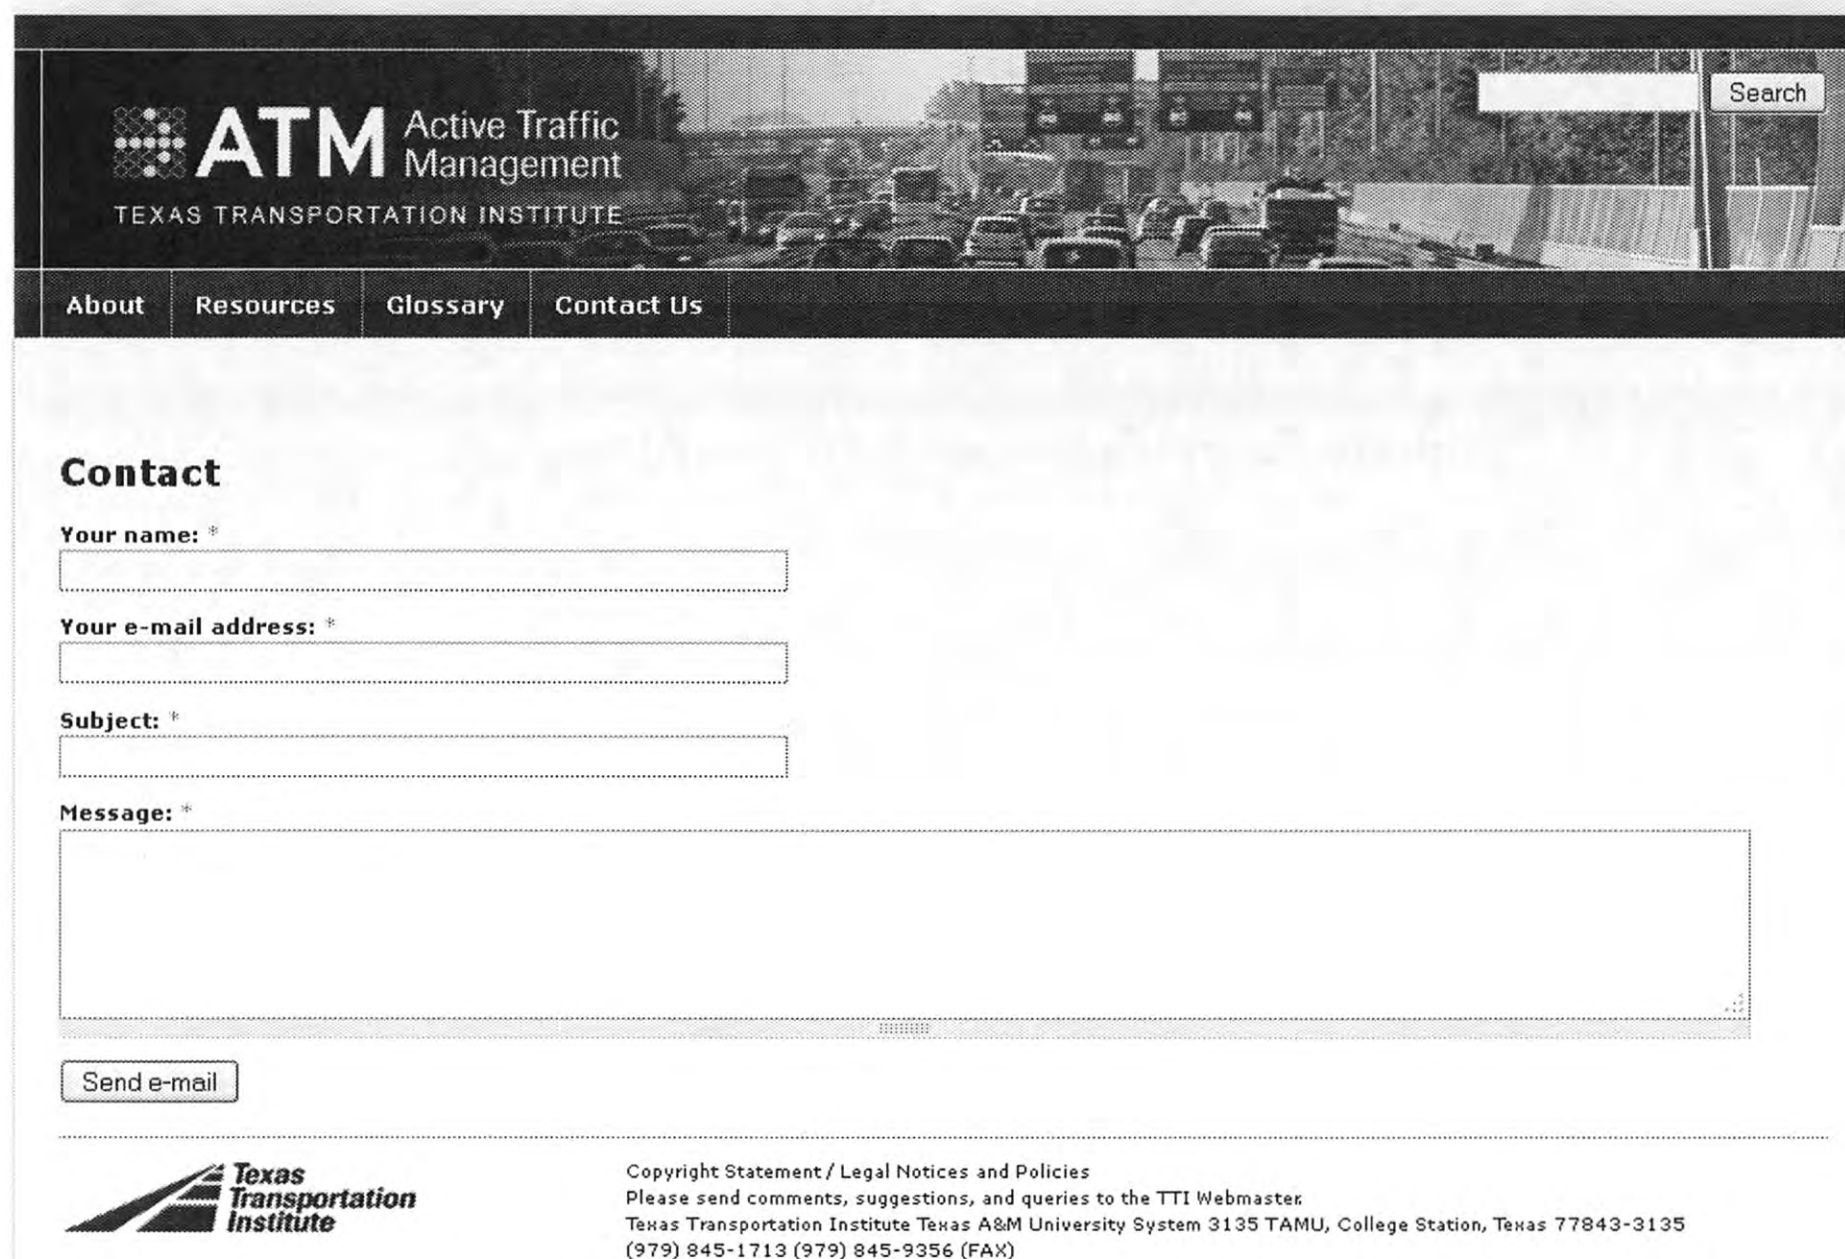 Search
ATM Active Traffic
Management
TEXAS TRANSPORTATION INSTITUTE
About Resources Glossary Contact Us
Contact
Your name: *
Your e-mail address: *
Subject: *
Message: *
Send e-mail
Texas
Transportation
Institute
Copyright Statement / Legal Notices and Policies
Please send comments, suggestions, and queries to the TTI Webmaster.
Texas Transportation Institute Texas A&M University System 3135 TAMU, College Station, Texas 77843-3135
(979) 845-1713 (979) 845-9356 (FAX)